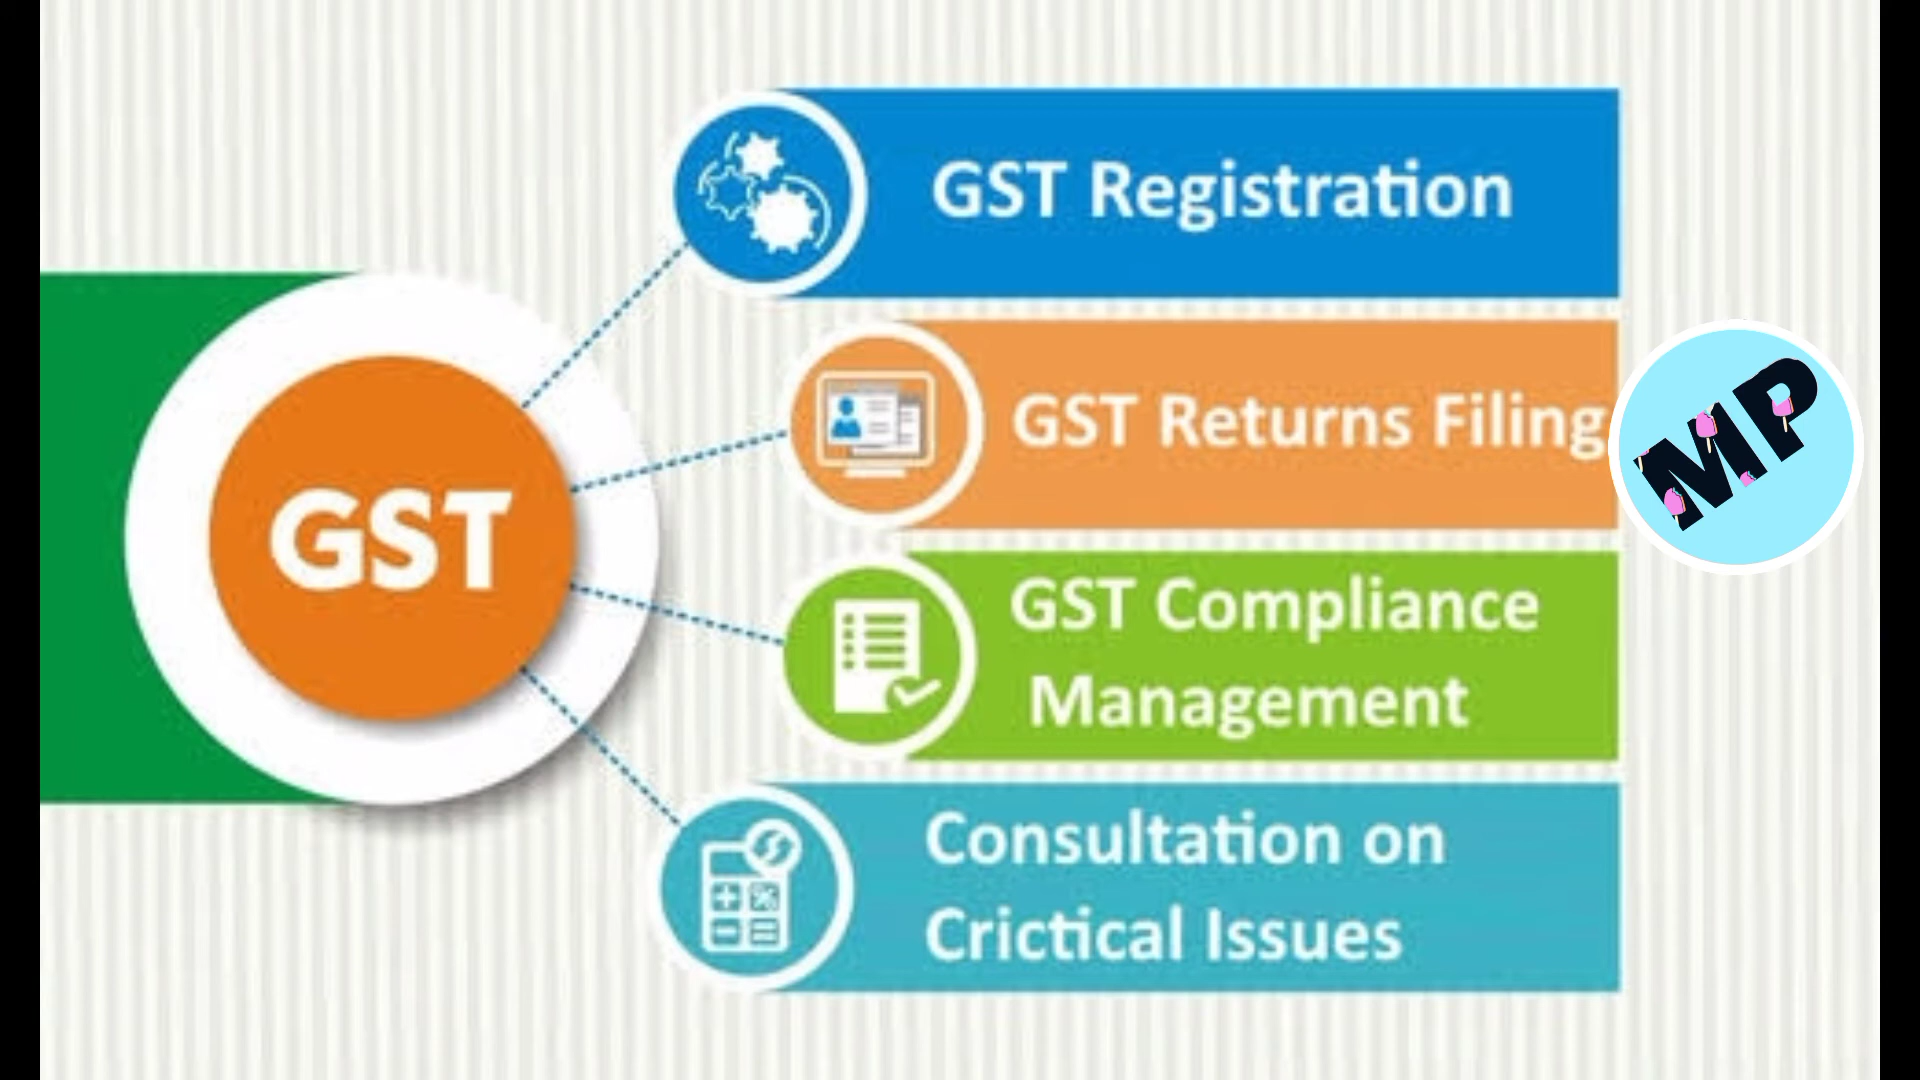 GST
GST Registration
GST Returns Filing
GST Compliance
Management
Consultation on
Crictical Issues
MP